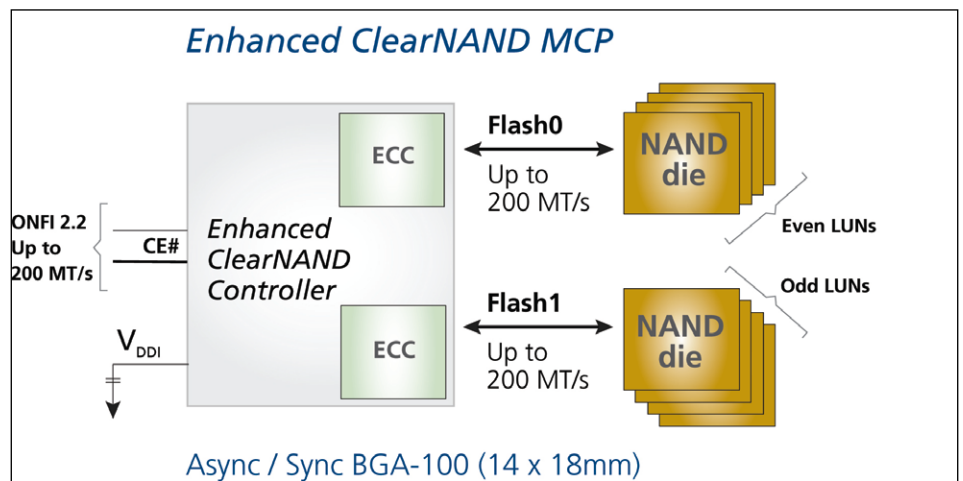 Enhanced ClearNAND MCP
ECC
Flash0
Up to
200 MT/s
NAND
die
ONFI 2.2
Up to
200 MT/s
CE#
Enhanced
ClearNAND
Controller
Even LUNs
Odd LUNs
VDDI
ECC
Flash1
Up to
200 MT/s
NAND
die
Async / Sync BGA-100 (14 x 18mm)